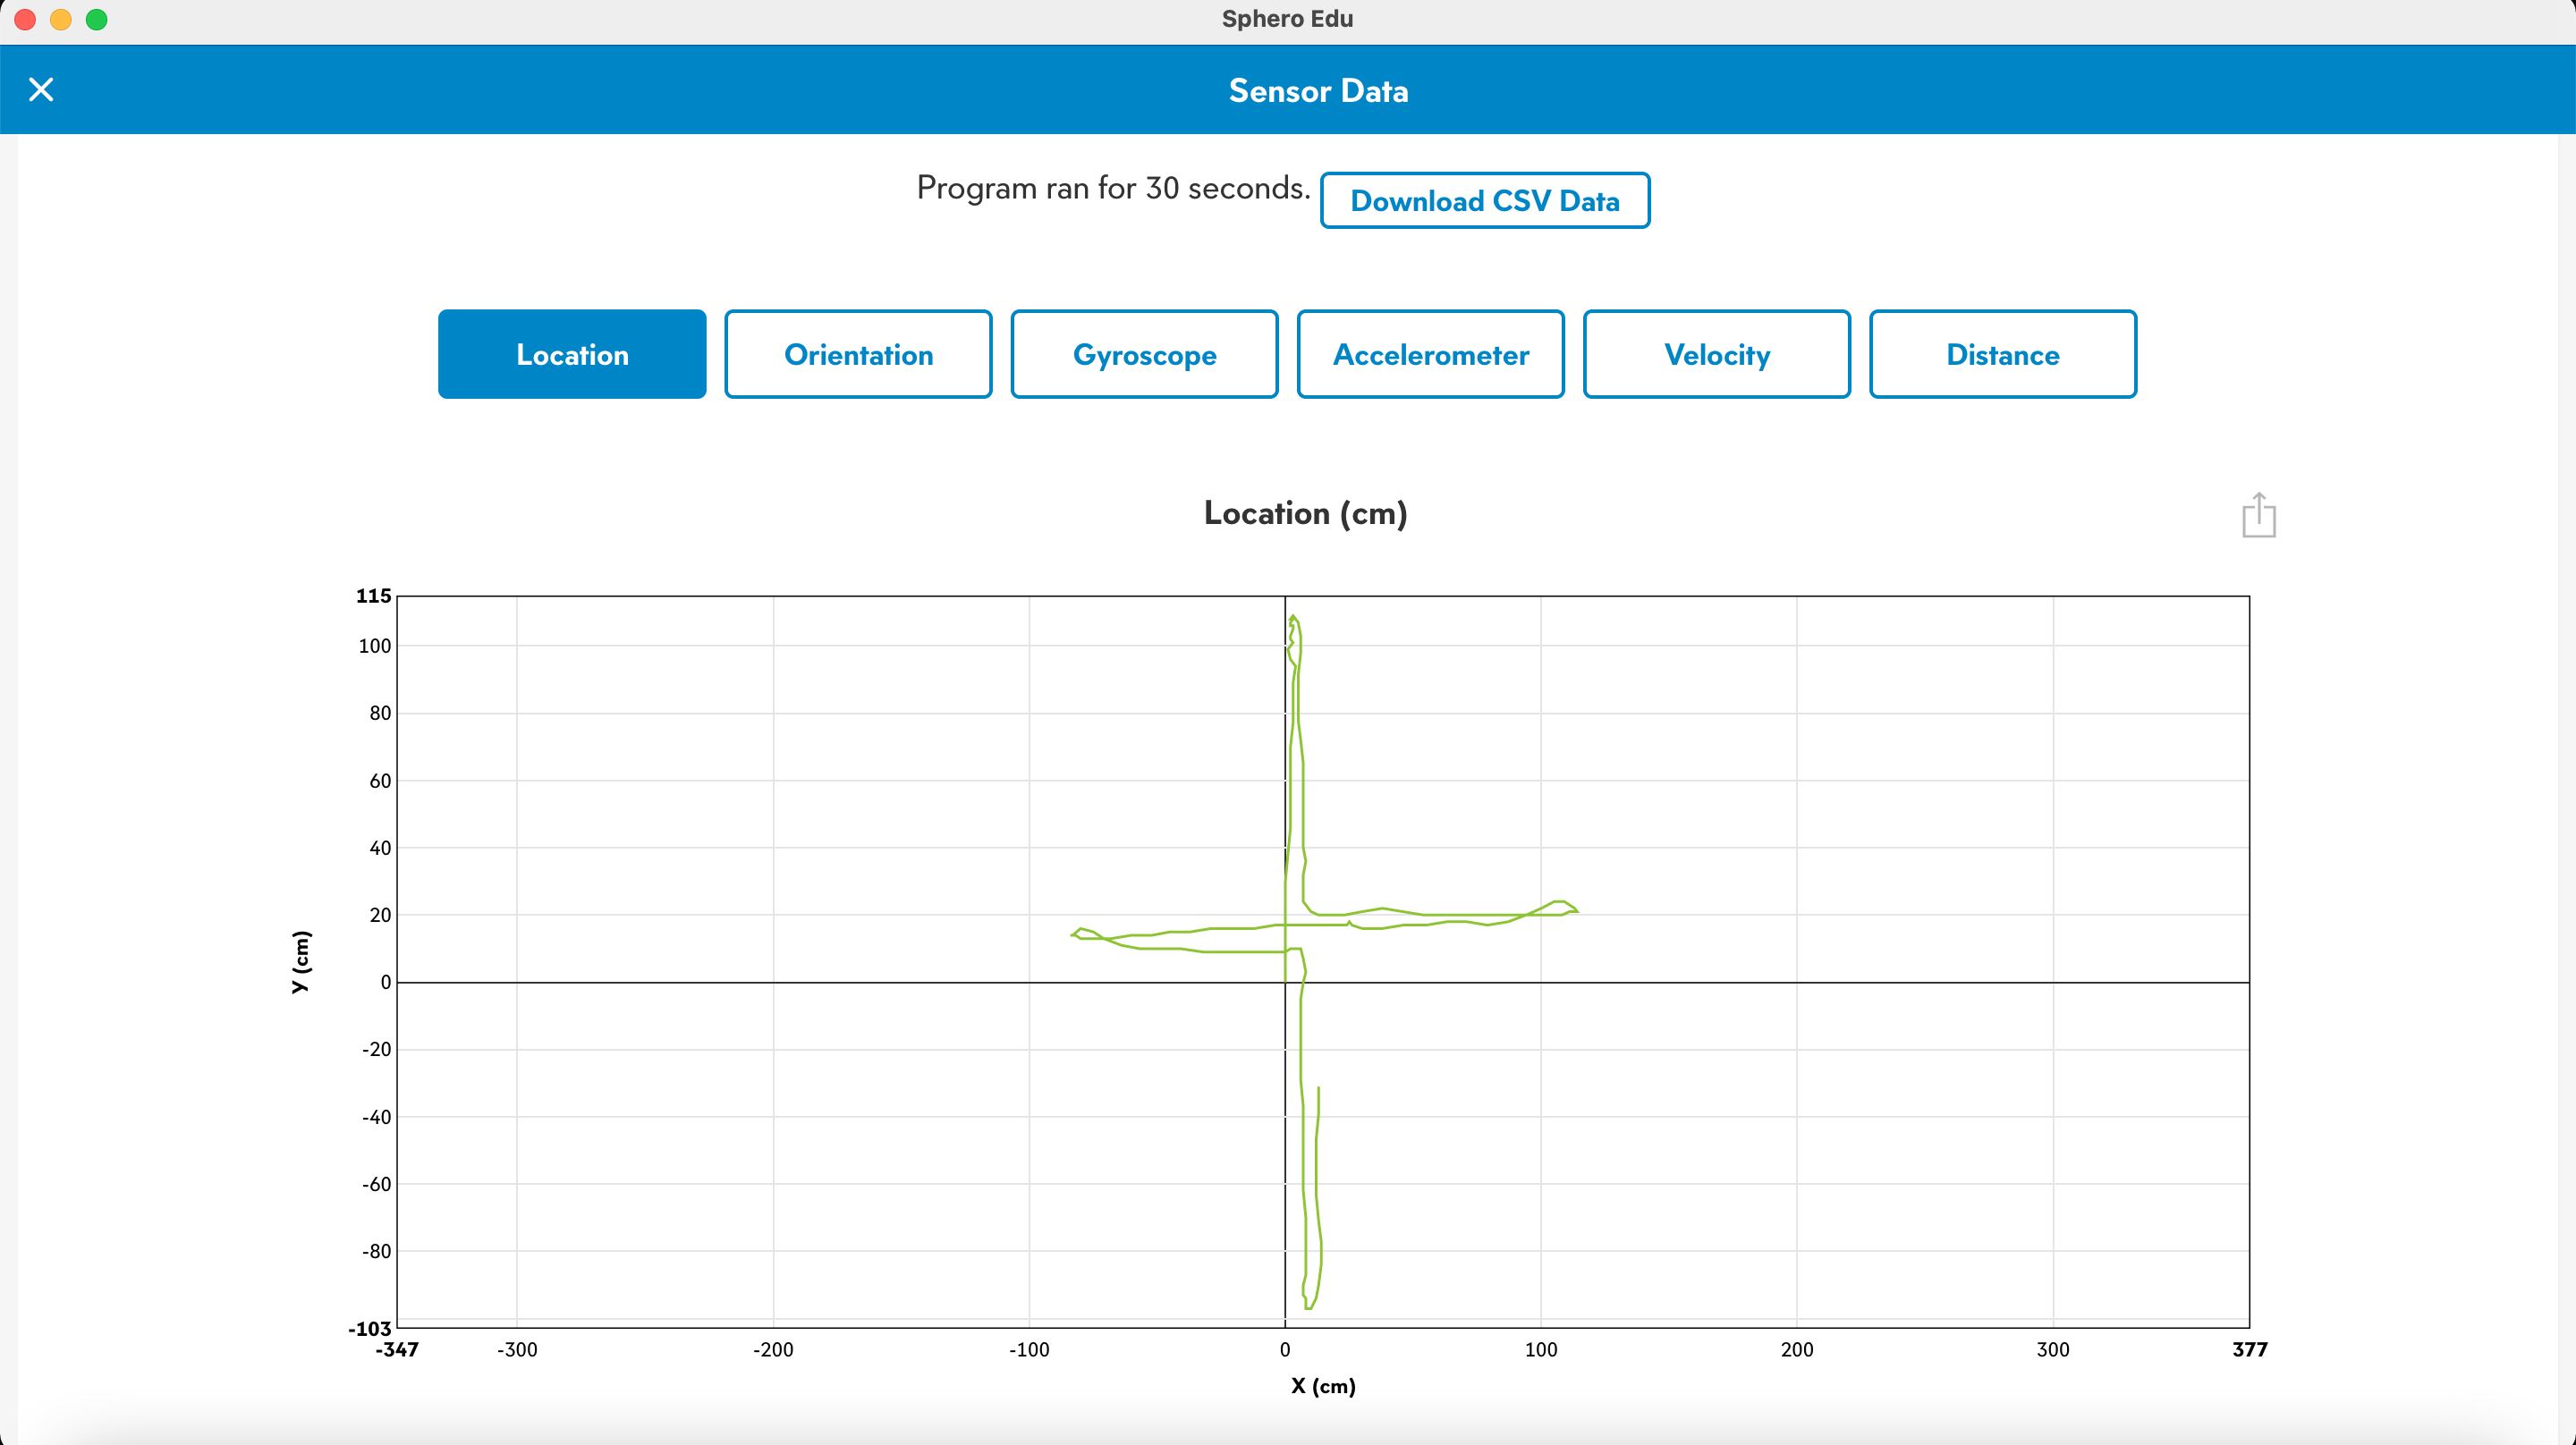 Sphero Edu
Sensor Data
Program ran for 30 seconds. Download CSV Data
Location Orientation Gyroscope Accelerometer Velocity Distance
Location (cm)
115
100
80
60
40
20
0
-20
-40
-60
-80
-103
y (cm)
-347 -300 -200 -100 0 100 200 300 377
X (cm)